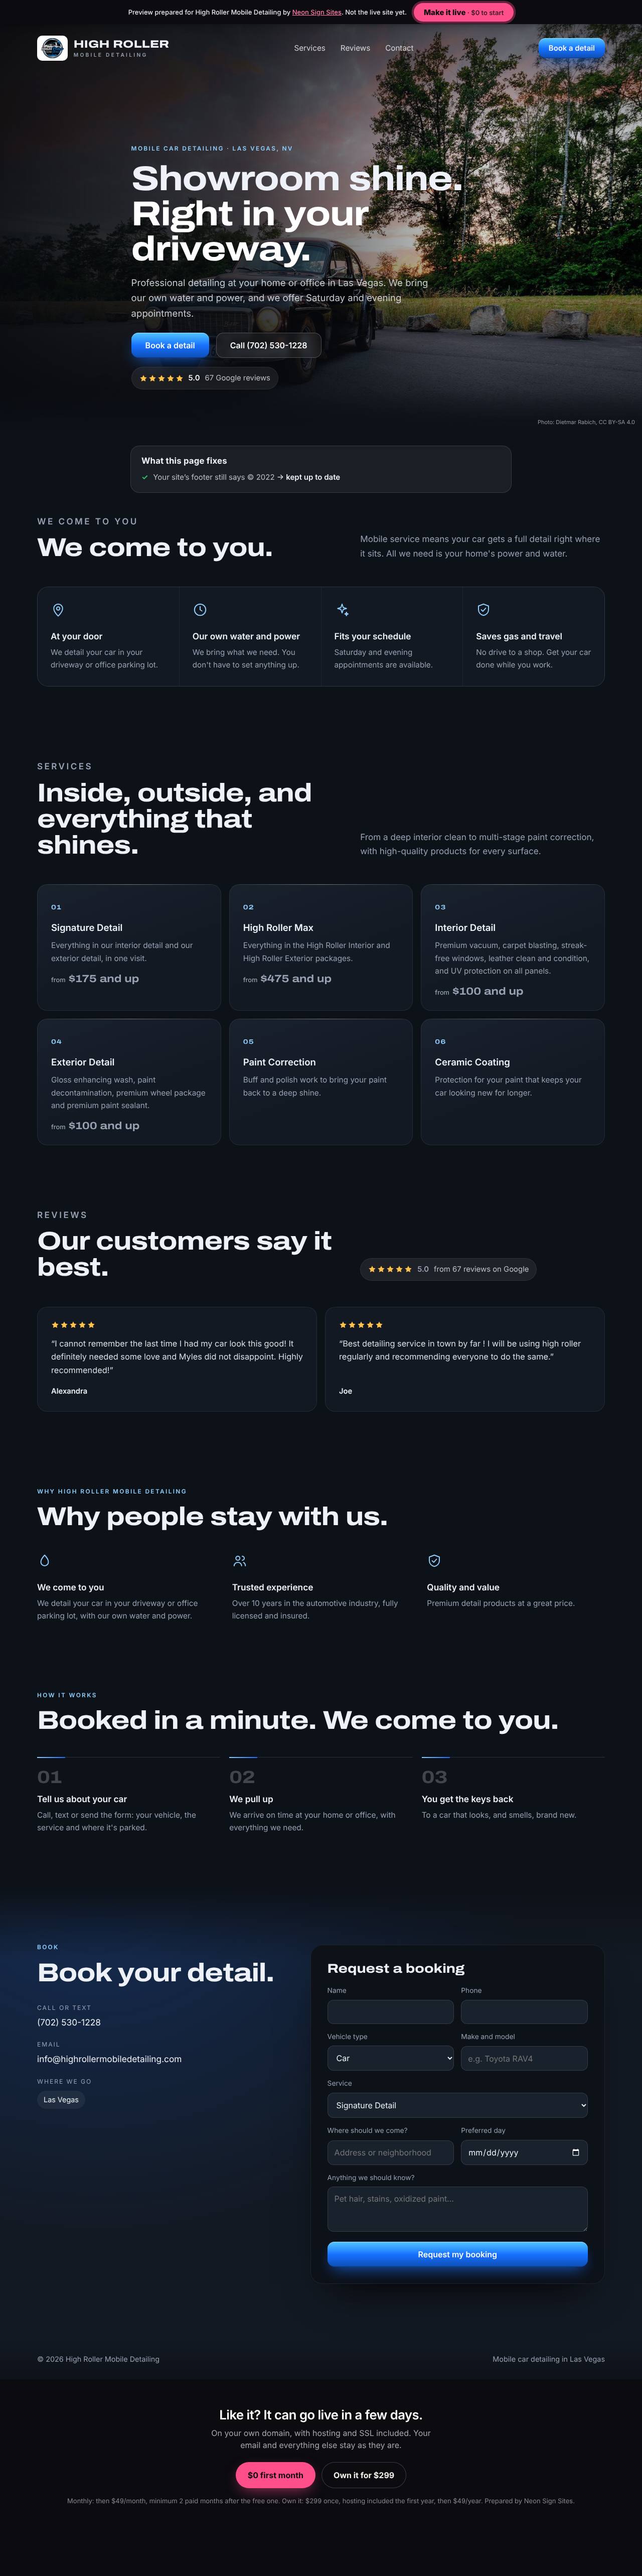 Preview prepared for High Roller Mobile Detailing by Neon Sign Sites. Not the live site yet.
Make it live · $0 to start
HIGH ROLLER
MOBILE DETAILING
Services
Reviews
Contact
Book a detail
MOBILE CAR DETAILING · LAS VEGAS, NV
Showroom shine.
Right in your
driveway.
Professional detailing at your home or office in Las Vegas. We bring
our own water and power, and we offer Saturday and evening
appointments.
Book a detail
Call (702) 530-1228
★★★★★ 5.0 67 Google reviews
Photo: Dietmar Rabich, CC BY-SA 4.0
What this page fixes
✓ Your site's footer still says © 2022 → kept up to date
WE COME TO YOU
We come to you.
Mobile service means your car gets a full detail right where
it sits. All we need is your home's power and water.
At your door
We detail your car in your
driveway or office parking lot.
Our own water and power
We bring what we need. You
don't have to set anything up.
Fits your schedule
Saturday and evening
appointments are available.
Saves gas and travel
No drive to a shop. Get your car
done while you work.
SERVICES
Inside, outside, and
everything that
shines.
From a deep interior clean to multi-stage paint correction,
with high-quality products for every surface.
01
Signature Detail
Everything in our interior detail and our
exterior detail, in one visit.
from $175 and up
02
High Roller Max
Everything in the High Roller Interior and
High Roller Exterior packages.
from $475 and up
03
Interior Detail
Premium vacuum, carpet blasting, streak-
free windows, leather clean and condition,
and UV protection on all panels.
from $100 and up
04
Exterior Detail
Gloss enhancing wash, paint
decontamination, premium wheel package
and premium paint sealant.
from $100 and up
05
Paint Correction
Buff and polish work to bring your paint
back to a deep shine.
06
Ceramic Coating
Protection for your paint that keeps your
car looking new for longer.
REVIEWS
Our customers say it
best.
★★★★★ 5.0 from 67 reviews on Google
★★★★★
“I cannot remember the last time I had my car look this good! It
definitely needed some love and Myles did not disappoint. Highly
recommended!”
Alexandra
★★★★★
“Best detailing service in town by far ! I will be using high roller
regularly and recommending everyone to do the same.”
Joe
WHY HIGH ROLLER MOBILE DETAILING
Why people stay with us.
We come to you
We detail your car in your driveway or office
parking lot, with our own water and power.
Trusted experience
Over 10 years in the automotive industry, fully
licensed and insured.
Quality and value
Premium detail products at a great price.
HOW IT WORKS
Booked in a minute. We come to you.
01
Tell us about your car
Call, text or send the form: your vehicle, the
service and where it's parked.
02
We pull up
We arrive on time at your home or office, with
everything we need.
03
You get the keys back
To a car that looks, and smells, brand new.
BOOK
Book your detail.
CALL OR TEXT
(702) 530-1228
EMAIL
info@highrollermobiledetailing.com
WHERE WE GO
Las Vegas
Request a booking
Name
Phone
Vehicle type
Car
Make and model
e.g. Toyota RAV4
Service
Signature Detail
Where should we come?
Address or neighborhood
Preferred day
mm/dd/yyyy
Anything we should know?
Pet hair, stains, oxidized paint...
Request my booking
© 2026 High Roller Mobile Detailing
Mobile car detailing in Las Vegas
Like it? It can go live in a few days.
On your own domain, with hosting and SSL included. Your
email and everything else stay as they are.
$0 first month
Own it for $299
Monthly: then $49/month, minimum 2 paid months after the free one. Own it: $299 once, hosting included the first year, then $49/year. Prepared by Neon Sign Sites.